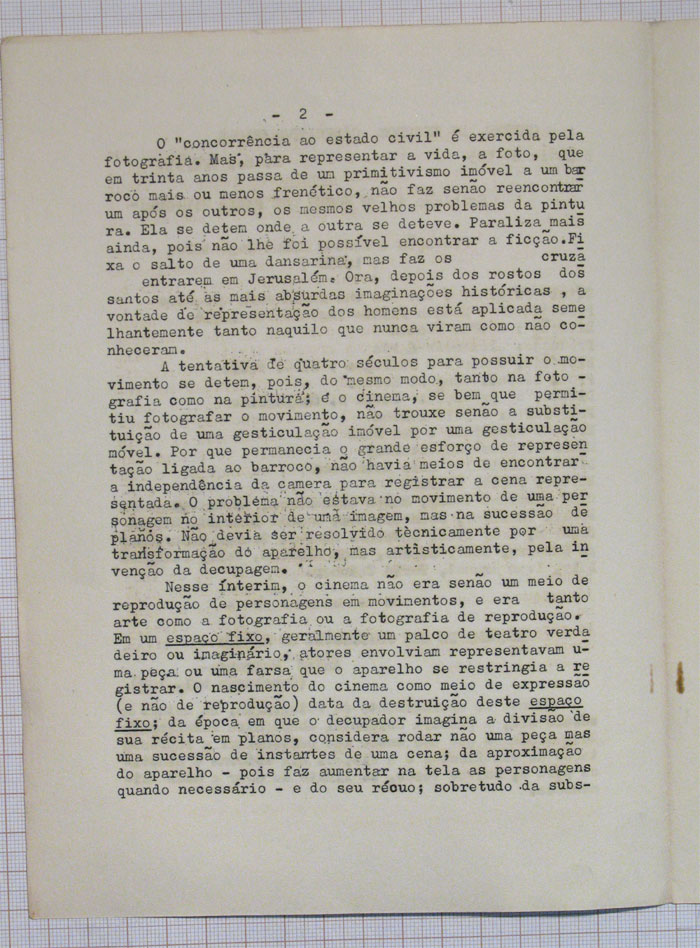 - 2 -
O "concorrência ao estado civil" é exercida pela
fotografia. Mas, para representar a vida, a foto, que
em trinta anos passa de um primitivismo imóvel a um bar
roco mais ou menos frenético, não faz senão reencontrar
um após os outros, os mesmos velhos problemas da pintu
ra. Ela se detem onde a outra se deteve. Paraliza mais
ainda, pois não lhe foi possível encontrar a ficção.Fi
xa o salto de uma dansarina, mas faz os cruza
entrarem em Jerusalém. Ora, depois dos rostos dos
santos até as mais absurdas imaginações históricas , a
vontade de representação dos homens está aplicada seme
lhantemente tanto naquilo que nunca viram como não co-
nheceram.
A tentativa de quatro séculos para possuir o mo-
vimento se detem, pois, do mesmo modo, tanto na foto -
grafia como na pintura; e o cinema, se bem que permi-
tiu fotografar o movimento, não trouxe senão a substi-
tuição de uma gesticulação imóvel por uma gesticulação
móvel. Por que permanecia o grande esforço de represen
tação ligada ao barroco, não havia meios de encontrar
a independência da camera para registrar a cena repre-
sentada. O problema não estava no movimento de uma per
sonagem no interior de uma imagem, mas na sucessão de
planos. Não devia ser resolvido tècnicamente por uma
transformação do aparelho, mas artisticamente, pela in
venção da decupagem.
Nesse ínterim, o cinema não era senão um meio de
reprodução de personagens em movimentos, e era tanto
arte como a fotografia ou a fotografia de reprodução.
Em um espaço fixo, geralmente um palco de teatro verda
deiro ou imaginário, atores envolviam representavam u-
ma peça ou uma farsa que o aparelho se restringia a re
gistrar. O nascimento do cinema como meio de expressão
(e não de reprodução) data da destruição deste espaço
fixo; da época em que o decupador imagina a divisão de
sua récita em planos, considera rodar não uma peça mas
uma sucessão de instantes de uma cena; da aproximação
do aparelho - pois faz aumentar na tela as personagens
quando necessário - e do seu récuo; sobretudo da subs-